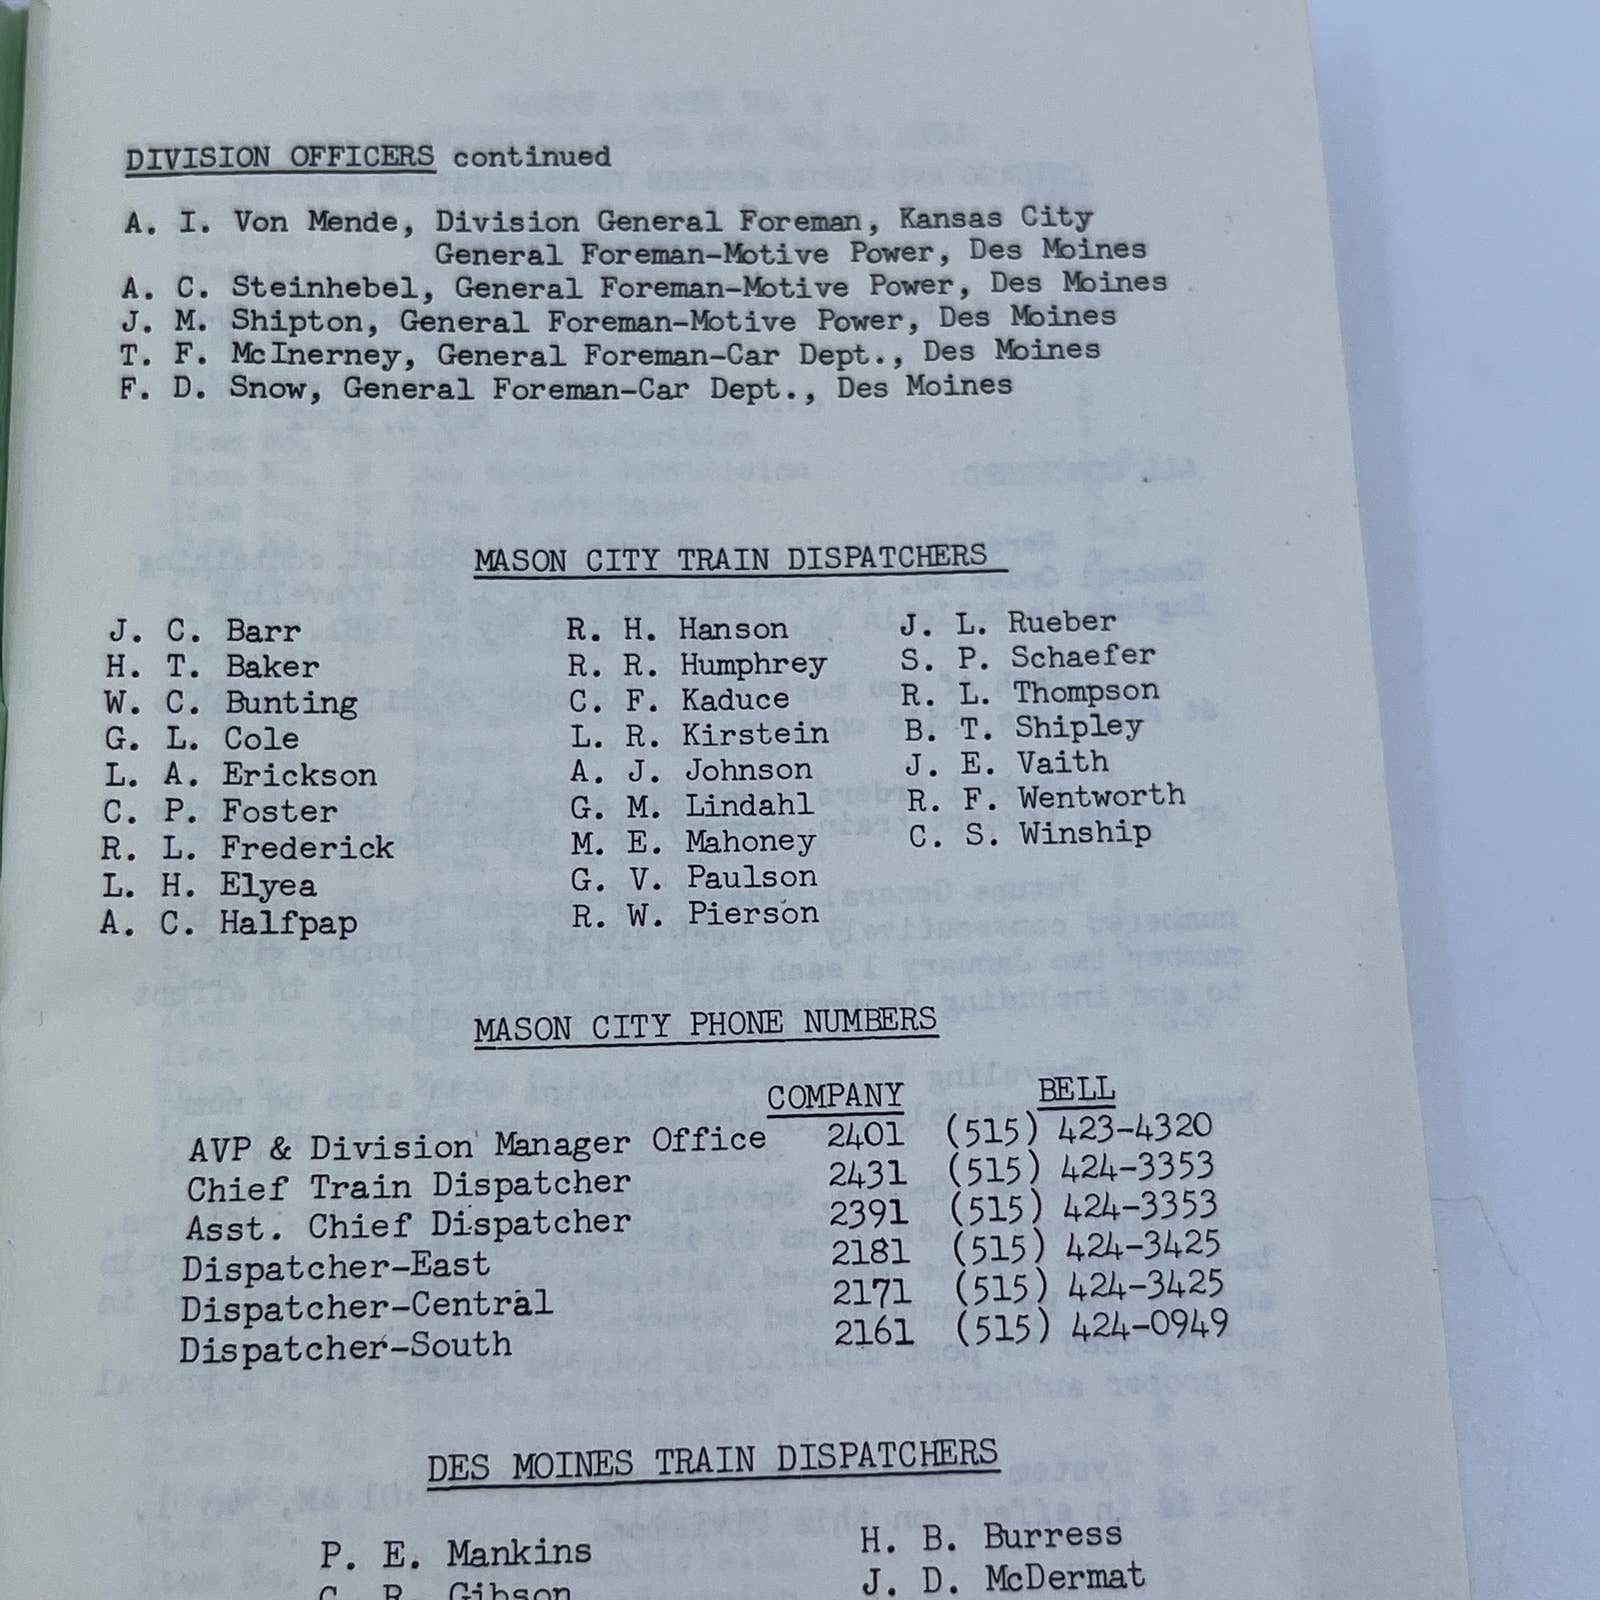 DIVISION OFFICERS continued
A. I. Von Mende, Division General Foreman, Kansas City
General Foreman-Motive Power, Des Moines
A. C. Steinhebel, General Foreman-Motive Power, Des Moines
J. M. Shipton, General Foreman-Motive Power, Des Moines
T. F. McInerney, General Foreman-Car Dept., Des Moines
F. D. Snow, General Foreman-Car Dept., Des Moines
MASON CITY TRAIN DISPATCHERS
J. C. Barr R. H. Hanson J. L. Rueber
H. T. Baker R. R. Humphrey S. P. Schaefer
W. C. Bunting C. F. Kaduce R. L. Thompson
G. L. Cole L. R. Kirstein B. T. Shipley
L. A. Erickson A. J. Johnson J. E. Vaith
C. P. Foster G. M. Lindahl R. F. Wentworth
R. L. Frederick M. E. Mahoney C. S. Winship
L. H. Elyea G. V. Paulson
A. C. Halfpap R. W. Pierson
MASON CITY PHONE NUMBERS
COMPANY BELL
AVP & Division Manager Office 2401 (515) 423-4320
Chief Train Dispatcher 2431 (515) 424-3353
Asst. Chief Dispatcher 2391 (515) 424-3353
Dispatcher-East 2181 (515) 424-3425
Dispatcher-Central 2171 (515) 424-3425
Dispatcher-South 2161 (515) 424-0949
DES MOINES TRAIN DISPATCHERS
P. E. Mankins H. B. Burress
Gibson J. D. McDermat